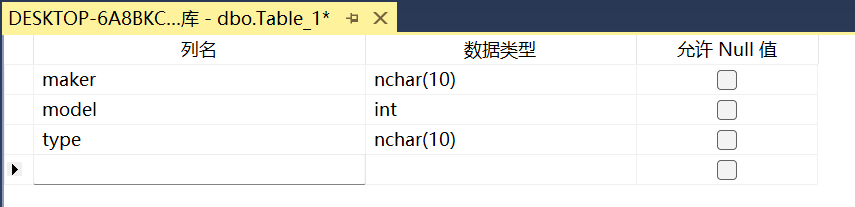 DESKTOP-6A8BKC...库 - dbo.Table_1*
列名 数据类型 允许 Null 值
maker nchar(10)
model int
type nchar(10)